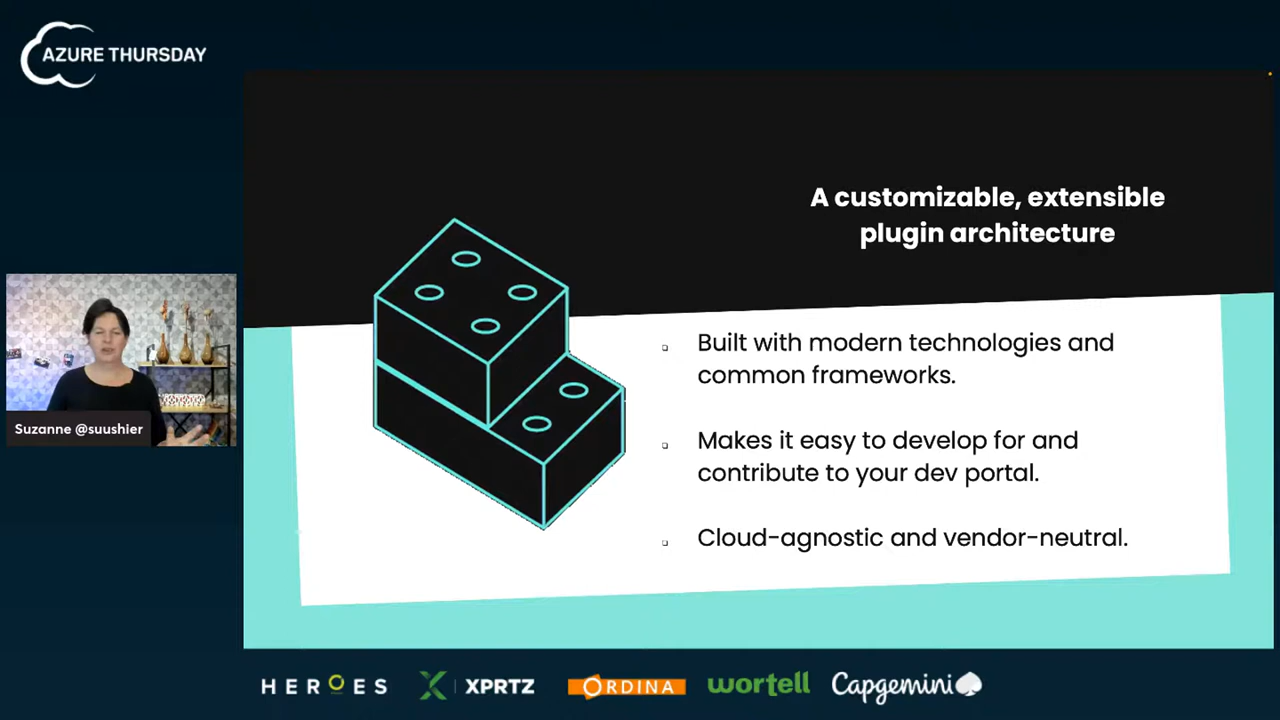 AZURE THURSDAY
A customizable, extensible
plugin architecture
Built with modern technologies and
common frameworks.
Makes it easy to develop for and
contribute to your dev portal.
Cloud-agnostic and vendor-neutral.
Suzanne @suushier
HEROES
XPRTZ
ORDINA
wortell
Capgemini